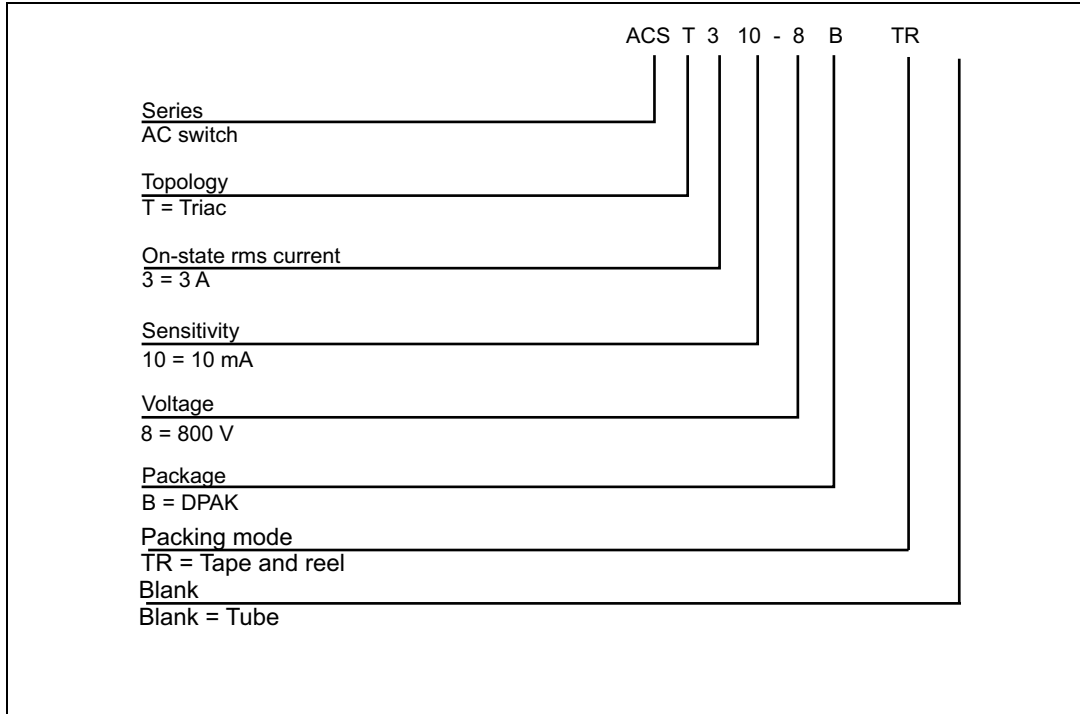 ACS T 3 10 - 8 B TR
Series
AC switch
Topology
T = Triac
On-state rms current
3 = 3 A
Sensitivity
10 = 10 mA
Voltage
8 = 800 V
Package
B = DPAK
Packing mode
TR = Tape and reel
Blank
Blank = Tube